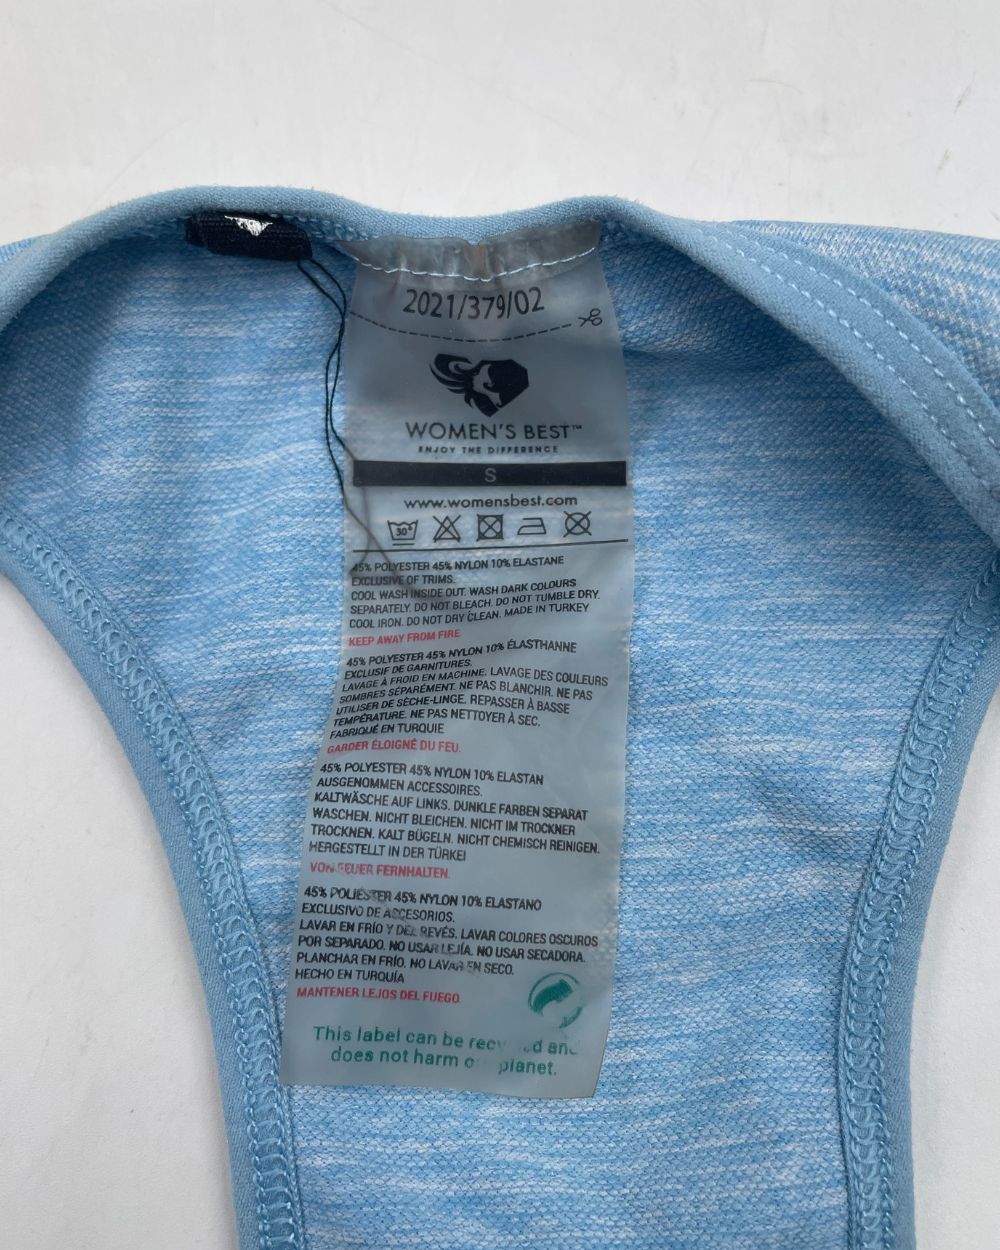 2021/379/02
WOMEN'S BEST™
ENJOY THE DIFFERENCE
S
www.womensbest.com
30°
45% POLYESTER 45% NYLON 10% ELASTANE
EXCLUSIVE OF TRIMS.
COOL WASH INSIDE OUT. WASH DARK COLOURS
SEPARATELY. DO NOT BLEACH. DO NOT TUMBLE DRY.
COOL IRON. DO NOT DRY CLEAN. MADE IN TURKEY
KEEP AWAY FROM FIRE
45% POLYESTER 45% NYLON 10% ÉLASTHANNE
EXCLUSIF DE GARNITURES.
LAVAGE À FROID EN MACHINE. LAVAGE DES COULEURS
SOMBRES SÉPARÉMENT. NE PAS BLANCHIR. NE PAS
UTILISER DE SÈCHE-LINGE. REPASSER À BASSE
TEMPÉRATURE. NE PAS NETTOYER À SEC.
FABRIQUÉ EN TURQUIE
GARDER ÉLOIGNÉ DU FEU.
45% POLYESTER 45% NYLON 10% ELASTAN
AUSGENOMMEN ACCESSOIRES.
KALTWÄSCHE AUF LINKS. DUNKLE FARBEN SEPARAT
WASCHEN. NICHT BLEICHEN. NICHT IM TROCKNER
TROCKNEN. KALT BÜGELN. NICHT CHEMISCH REINIGEN.
HERGESTELLT IN DER TÜRKEI
VON FEUER FERNHALTEN.
45% POLIESTER 45% NYLON 10% ELASTANO
EXCLUSIVO DE ACCESORIOS.
LAVAR EN FRÍO Y DEL REVÉS. LAVAR COLORES OSCUROS
POR SEPARADO. NO USAR LEJÍA. NO USAR SECADORA.
PLANCHAR EN FRÍO. NO LAVAR EN SECO.
HECHO EN TURQUÍA
MANTENER LEJOS DEL FUEGO
This label can be and
does not harm planet.